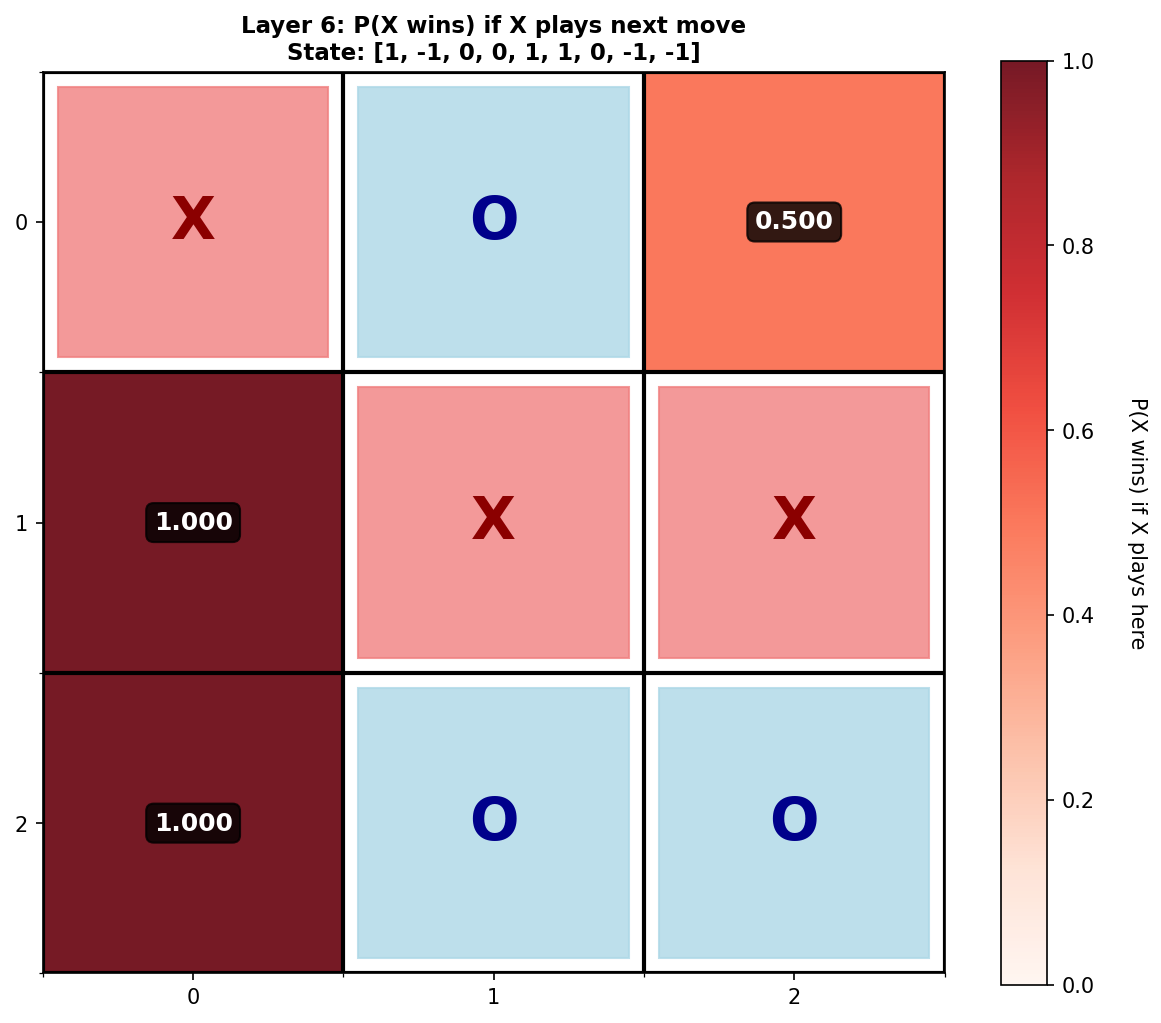 Layer 6: P(X wins) if X plays next move
State: [1, -1, 0, 0, 1, 1, 0, -1, -1]
0
X
O
0.500
1
1.000
X
X
2
1.000
O
O
0
1
2
1.0
0.8
0.6
0.4
0.2
0.0
P(X wins) if X plays here